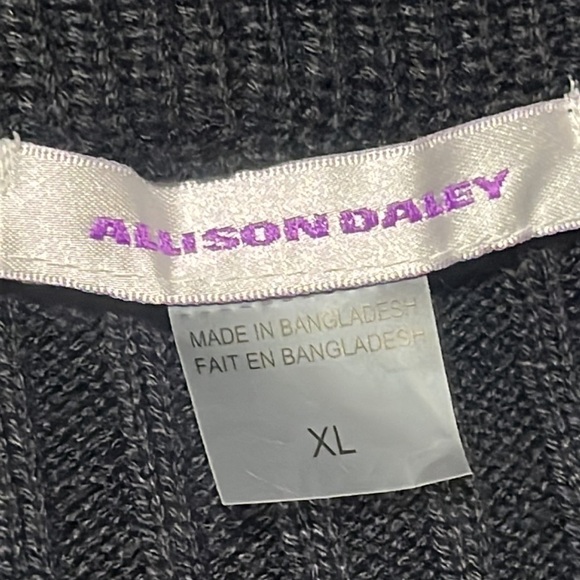 ALLISON DALEY
MADE IN BANGLADESH
FAIT EN BANGLADESH
XL